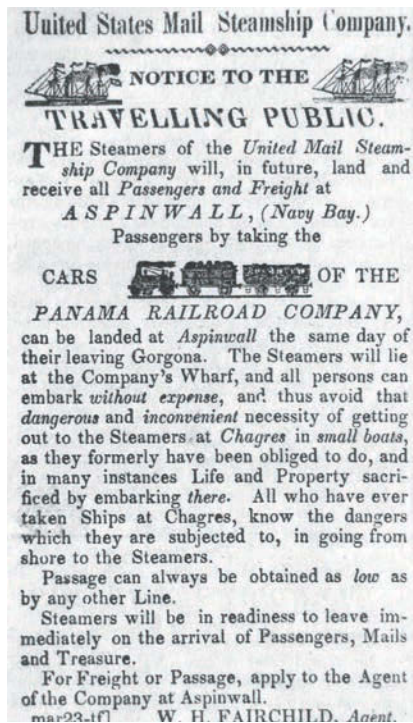 United States Mail Steamship Company.
NOTICE TO THE
TRAVELLING PUBLIC.
THE Steamers of the United Mail Steam-
ship Company will, in future, land and
receive all Passengers and Freight at
ASPINWALL, (Navy Bay.)
Passengers by taking the
CARS OF THE
PANAMA RAILROAD COMPANY,
can be landed at Aspinwall the same day of
their leaving Gorgona. The Steamers will lie
at the Company's Wharf, and all persons can
embark without expense, and thus avoid that
dangerous and inconvenient necessity of getting
out to the Steamers at Chagres in small boats,
as they formerly have been obliged to do, and
in many instances Life and Property sacri-
ficed by embarking there. All who have ever
taken Ships at Chagres, know the dangers
which they are subjected to, in going from
shore to the Steamers.
Passage can always be obtained as low as
by any other Line.
Steamers will be in readiness to leave im-
mediately on the arrival of Passengers, Mails
and Treasure.
For Freight or Passage, apply to the Agent
of the Company at Aspinwall.
mar23-tf] W. H. FAIRCHILD, Agent.